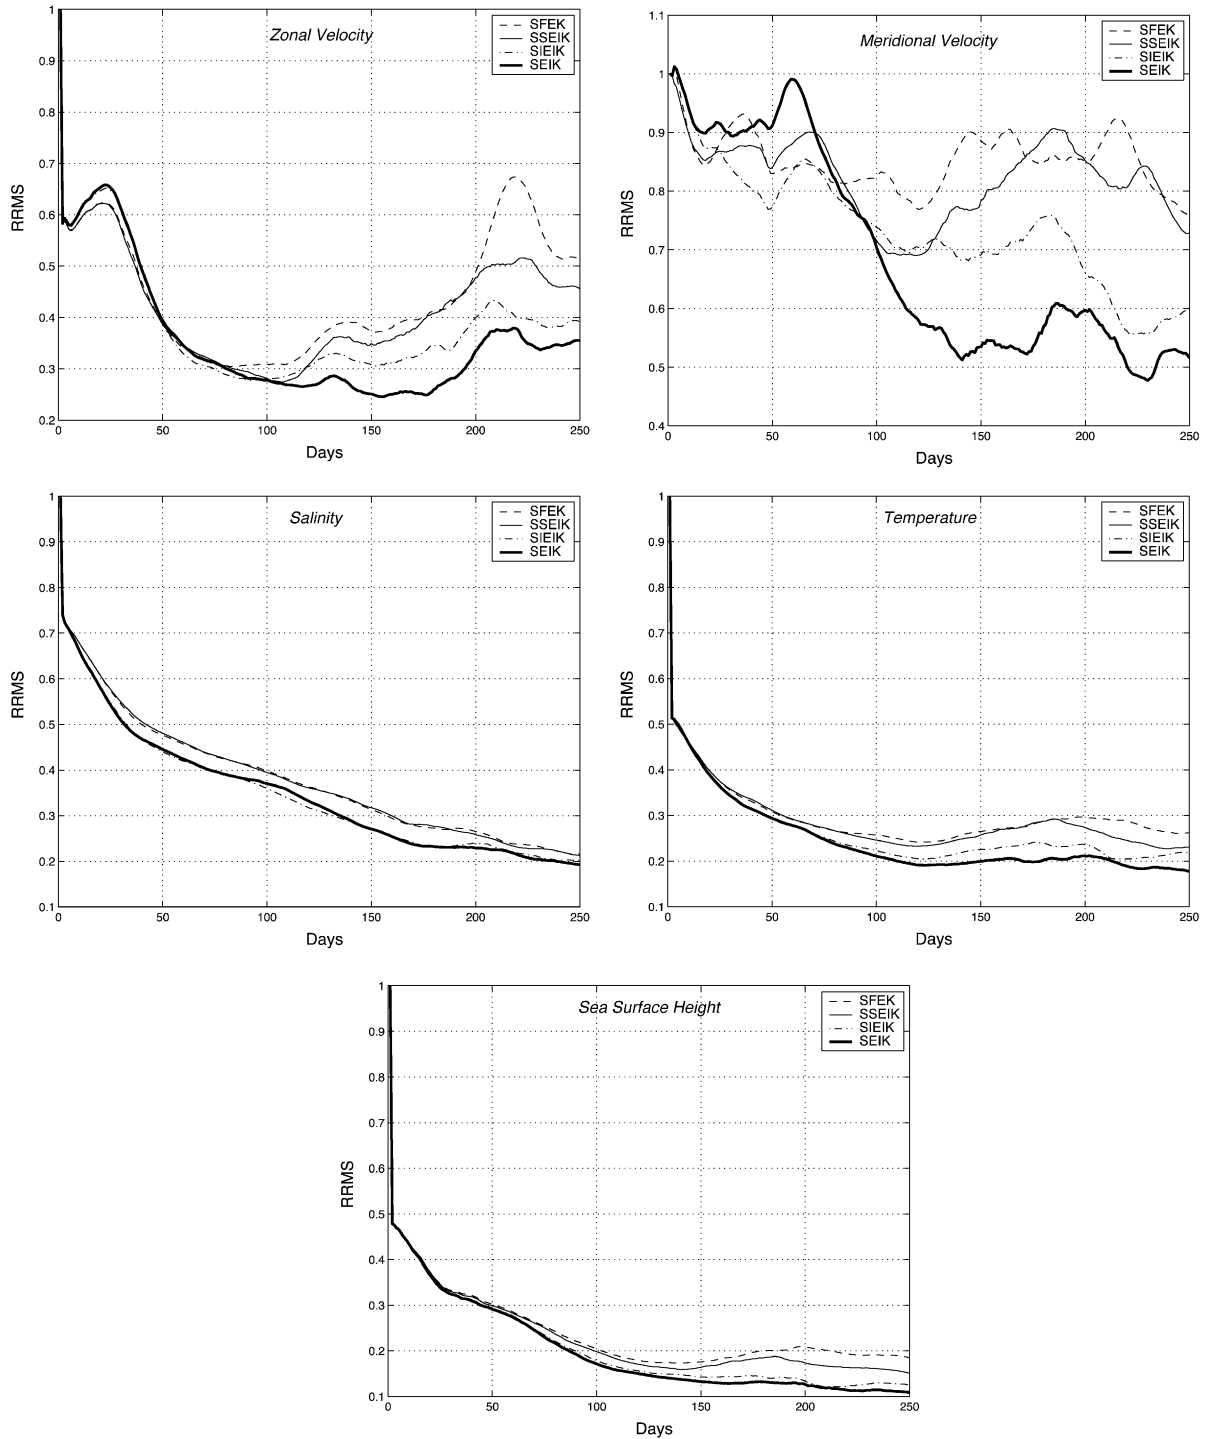 Zonal Velocity
SFEK
SSEIK
SIEIK
SEIK
1
0.9
0.8
0.7
0.6
0.5
0.4
0.3
0.2
RRMS
0 50 100 150 200 250
Days
Meridional Velocity
SFEK
SSEIK
SIEIK
SEIK
1.1
1
0.9
0.8
0.7
0.6
0.5
0.4
RRMS
0 50 100 150 200 250
Days
Salinity
SFEK
SSEIK
SIEIK
SEIK
1
0.9
0.8
0.7
0.6
0.5
0.4
0.3
0.2
0.1
RRMS
0 50 100 150 200 250
Days
Temperature
SFEK
SSEIK
SIEIK
SEIK
1
0.9
0.8
0.7
0.6
0.5
0.4
0.3
0.2
0.1
RRMS
0 50 100 150 200 250
Days
Sea Surface Height
SFEK
SSEIK
SIEIK
SEIK
1
0.9
0.8
0.7
0.6
0.5
0.4
0.3
0.2
0.1
RRMS
0 50 100 150 200 250
Days